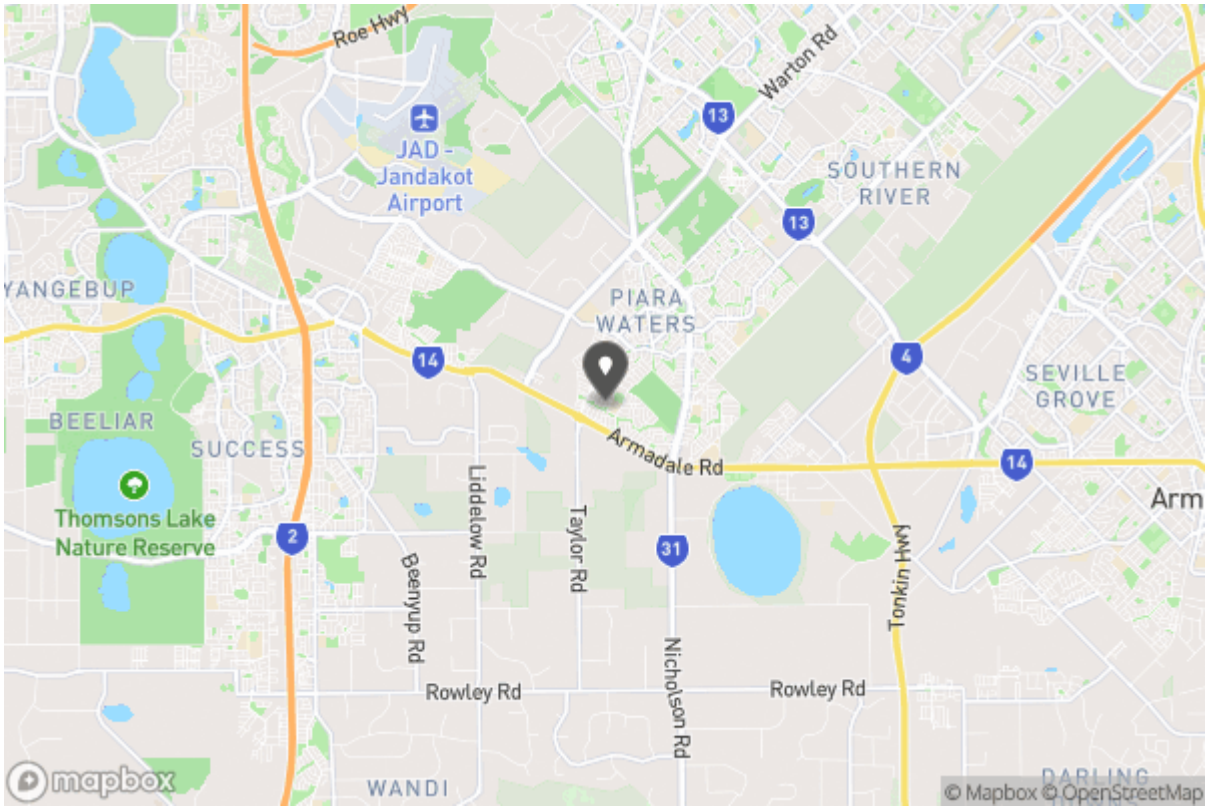 Roe Hwy
Warton Rd
13
JAD -
Jandakot
Airport
SOUTHERN
RIVER
13
YANGEBUP
PIARA
WATERS
14
4
SEVILLE
GROVE
BEELIAR
SUCCESS
Armadale Rd
14
Thomsons Lake
Nature Reserve
Liddelow Rd
Taylor Rd
Arm
2
31
Beenyup Rd
Tonkin Hwy
Nicholson Rd
Rowley Rd
Rowley Rd
WANDI
DARLING
mapbox
© Mapbox © OpenStreetMap